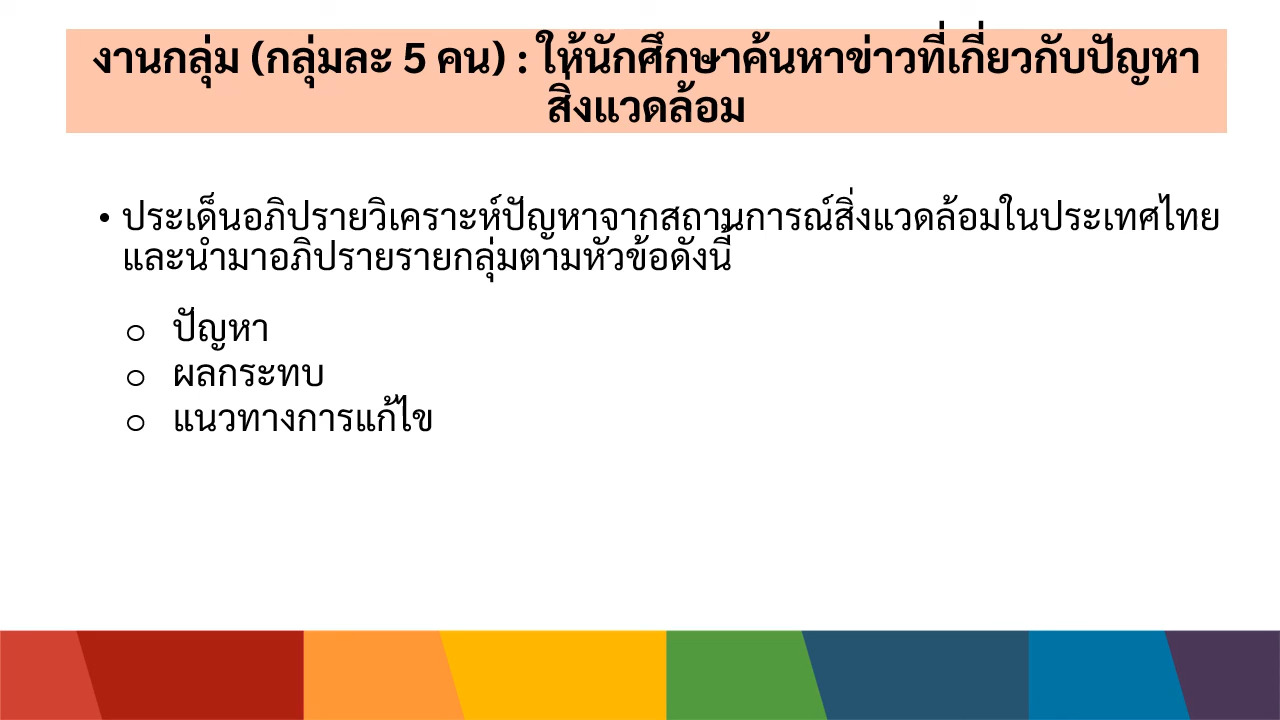 งานกลุ่ม (กลุ่มละ 5 คน) : ให้นักศึกษาค้นหาข่าวที่เกี่ยวกับปัญหา
สิ่งแวดล้อม
• ประเด็นอภิปรายวิเคราะห์ปัญหาจากสถานการณ์สิ่งแวดล้อมในประเทศไทย
และนำมาอภิปรายรายกลุ่มตามหัวข้อดังนี้
o ปัญหา
o ผลกระทบ
o แนวทางการแก้ไข